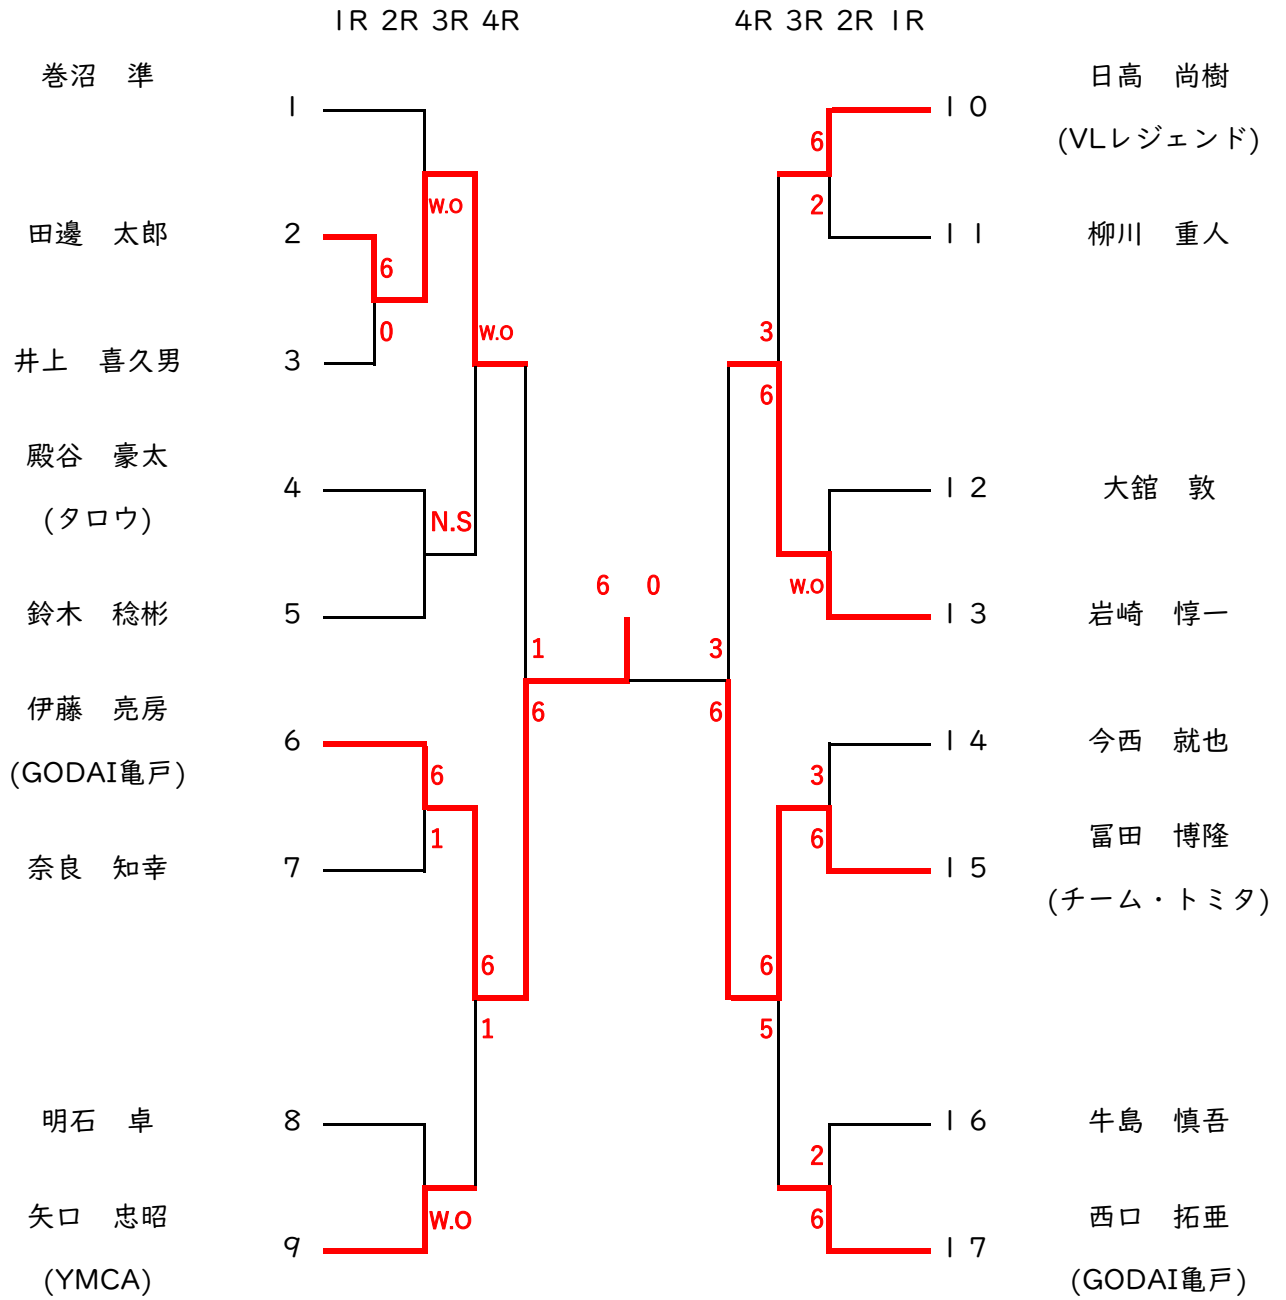 1R 2R 3R 4R
4R 3R 2R 1R
巻沼　準
1
田邊　太郎
2
井上　喜久男
3
殿谷　豪太
(タロウ)
4
鈴木　稔彬
5
伊藤　亮房
(GODAI亀戸)
6
奈良　知幸
7
明石　卓
8
矢口　忠昭
(YMCA)
9
6
0
W.O
W.O
N.S
6
1
6
1
W.O
1
6
6 0
3
6
6
2
3
6
W.O
3
6
6
5
2
6
10
日高　尚樹
(VLレジェンド)
11
柳川　重人
12
大舘　敦
13
岩崎　惇一
14
今西　就也
15
冨田　博隆
(チーム・トミタ)
16
牛島　慎吾
17
西口　拓亜
(GODAI亀戸)